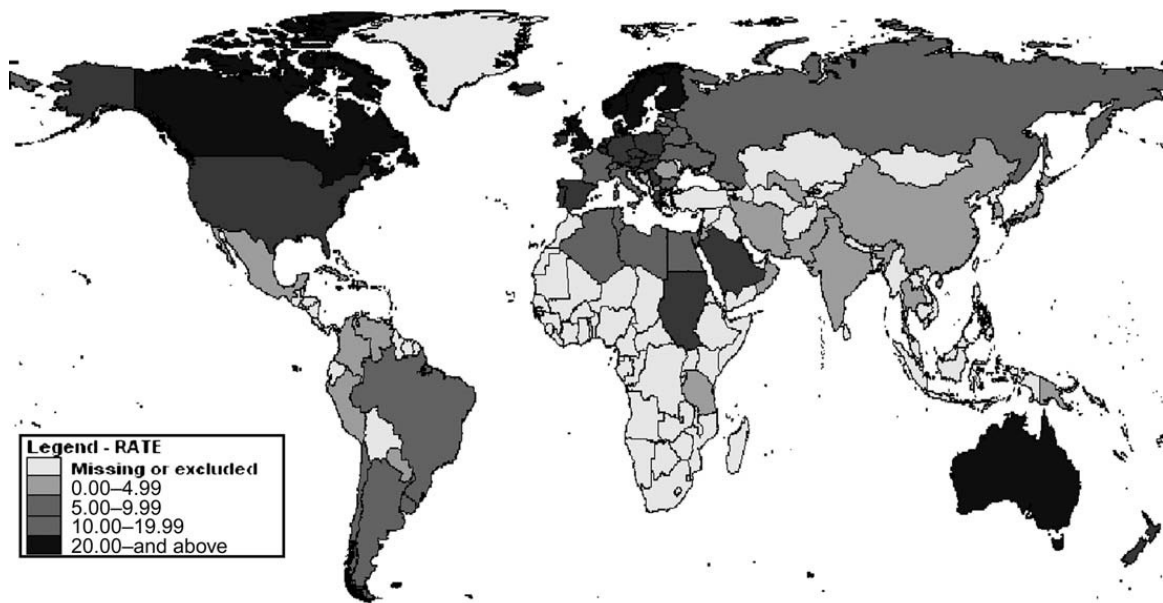 Legend - RATE
Missing or excluded
0.00–4.99
5.00–9.99
10.00–19.99
20.00–and above